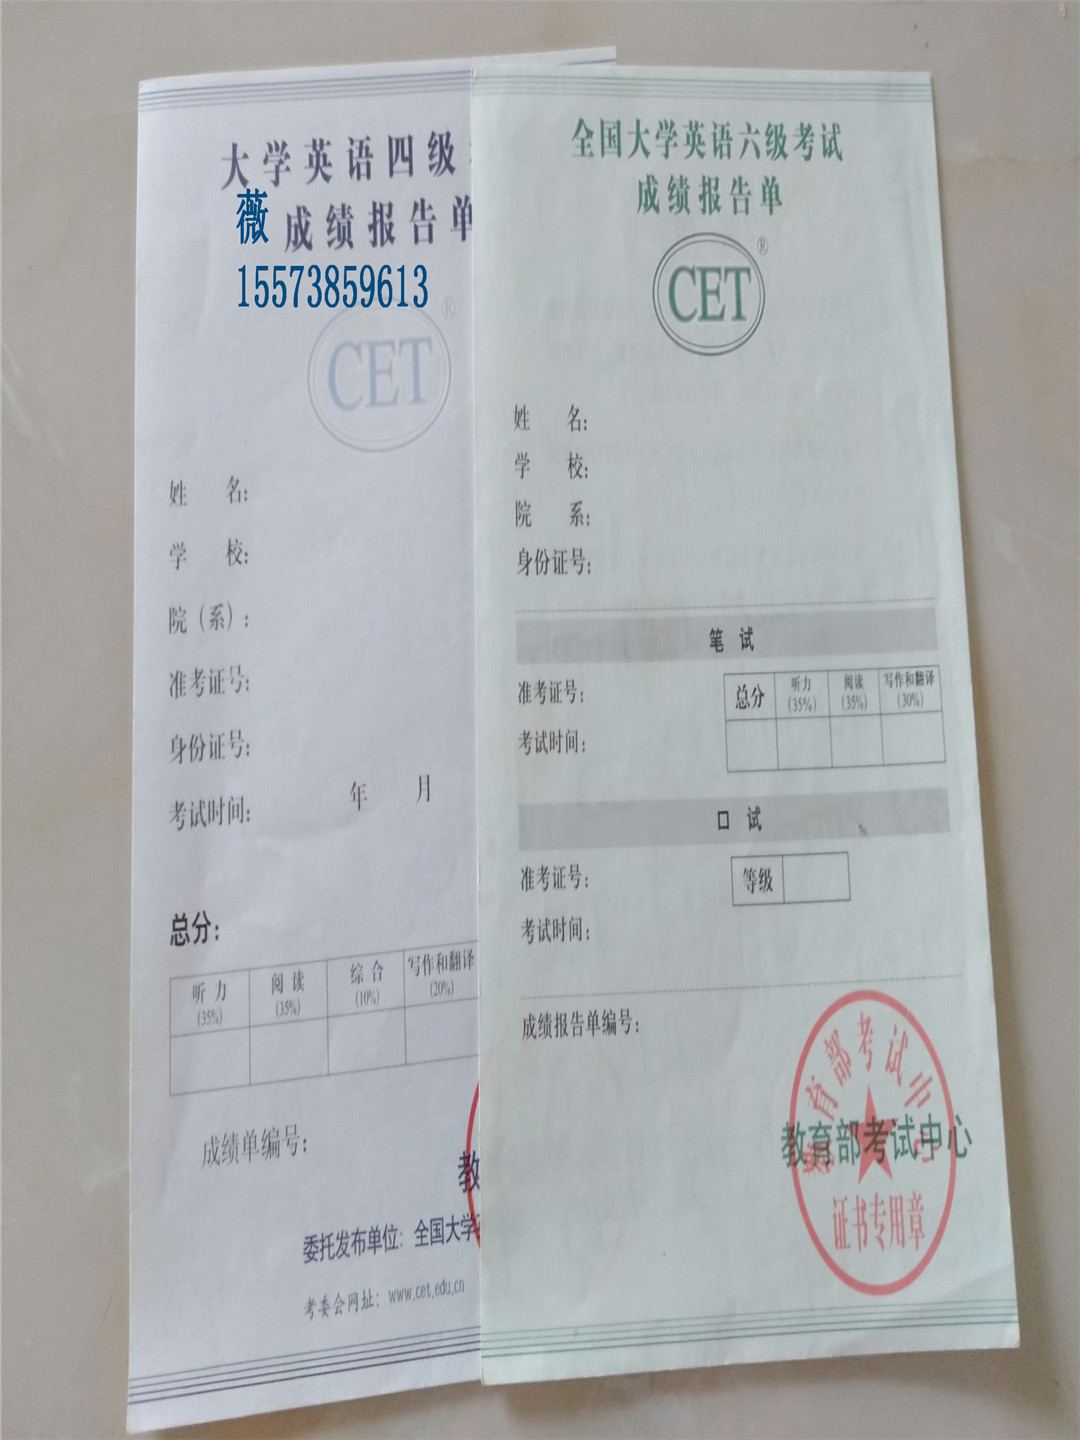 大学英语四级
薇 成绩报告单
15573859613
®
CET
姓 名:
学 校:
院（系）:
准考证号:
身份证号:
考试时间: 年 月
总分:
听力 (35%) 阅读 (35%) 综合 (10%) 写作和翻译 (20%)
成绩单编号:
教
委托发布单位: 全国大学
考委会网址: www.cet.edu.cn
全国大学英语六级考试
成绩报告单
®
CET
姓 名:
学 校:
院 系:
身份证号:
笔 试
准考证号:
考试时间:
总分 听力 (35%) 阅读 (35%) 写作和翻译 (30%)
口 试
准考证号:
等级
考试时间:
成绩报告单编号:
教育部考试中心
教育部考试中心
证书专用章